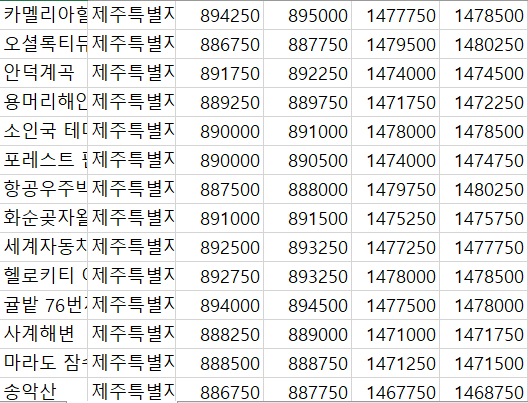 카멜리아힐 제주특별자 894250 895000 1477750 1478500
오설록티뮤 제주특별자 886750 887750 1479500 1480250
안덕계곡 제주특별자 891750 892250 1474000 1474500
용머리해안 제주특별자 889250 889750 1471750 1472250
소인국 테마 제주특별자 890000 891000 1478000 1478500
포레스트 제주특별자 890000 890500 1474000 1474750
항공우주박 제주특별자 887500 888000 1479750 1480250
화순곶자왈 제주특별자 891000 891500 1475250 1475750
세계자동차 제주특별자 892500 893250 1477250 1477750
헬로키티 제주특별자 892750 893250 1478000 1478500
귤밭 76번지 제주특별자 894000 894500 1477500 1478000
사계해변 제주특별자 888250 889000 1471000 1471750
마라도 잠수 제주특별자 888500 888750 1471250 1471500
송악산 제주특별자 886750 887750 1467750 1468750